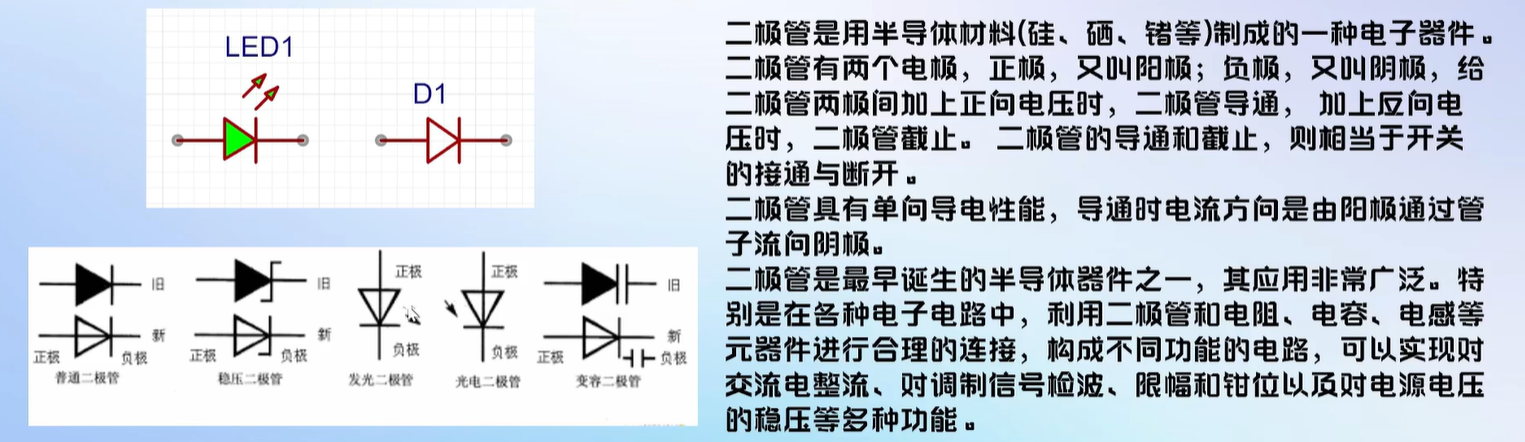 LED1
D1
旧
旧
正极
正极
旧
新
新
新
正极
负极
正极
负极
负极
负极
正极
负极
普通二极管
稳压二极管
发光二极管
光电二极管
变容二极管
二极管是用半导体材料(硅、硒、锗等)制成的一种电子器件。
二极管有两个电极，正极，又叫阳极；负极，又叫阴极，给
二极管两极间加上正向电压时，二极管导通， 加上反向电
压时，二极管截止。 二极管的导通和截止，则相当于开关
的接通与断开。
二极管具有单向导电性能，导通时电流方向是由阳极通过管
子流向阴极。
二极管是最早诞生的半导体器件之一，其应用非常广泛。特
别是在各种电子电路中，利用二极管和电阻、电容、电感等
元器件进行合理的连接，构成不同功能的电路，可以实现对
交流电整流、对调制信号检波、限幅和钳位以及对电源电压
的稳压等多种功能。